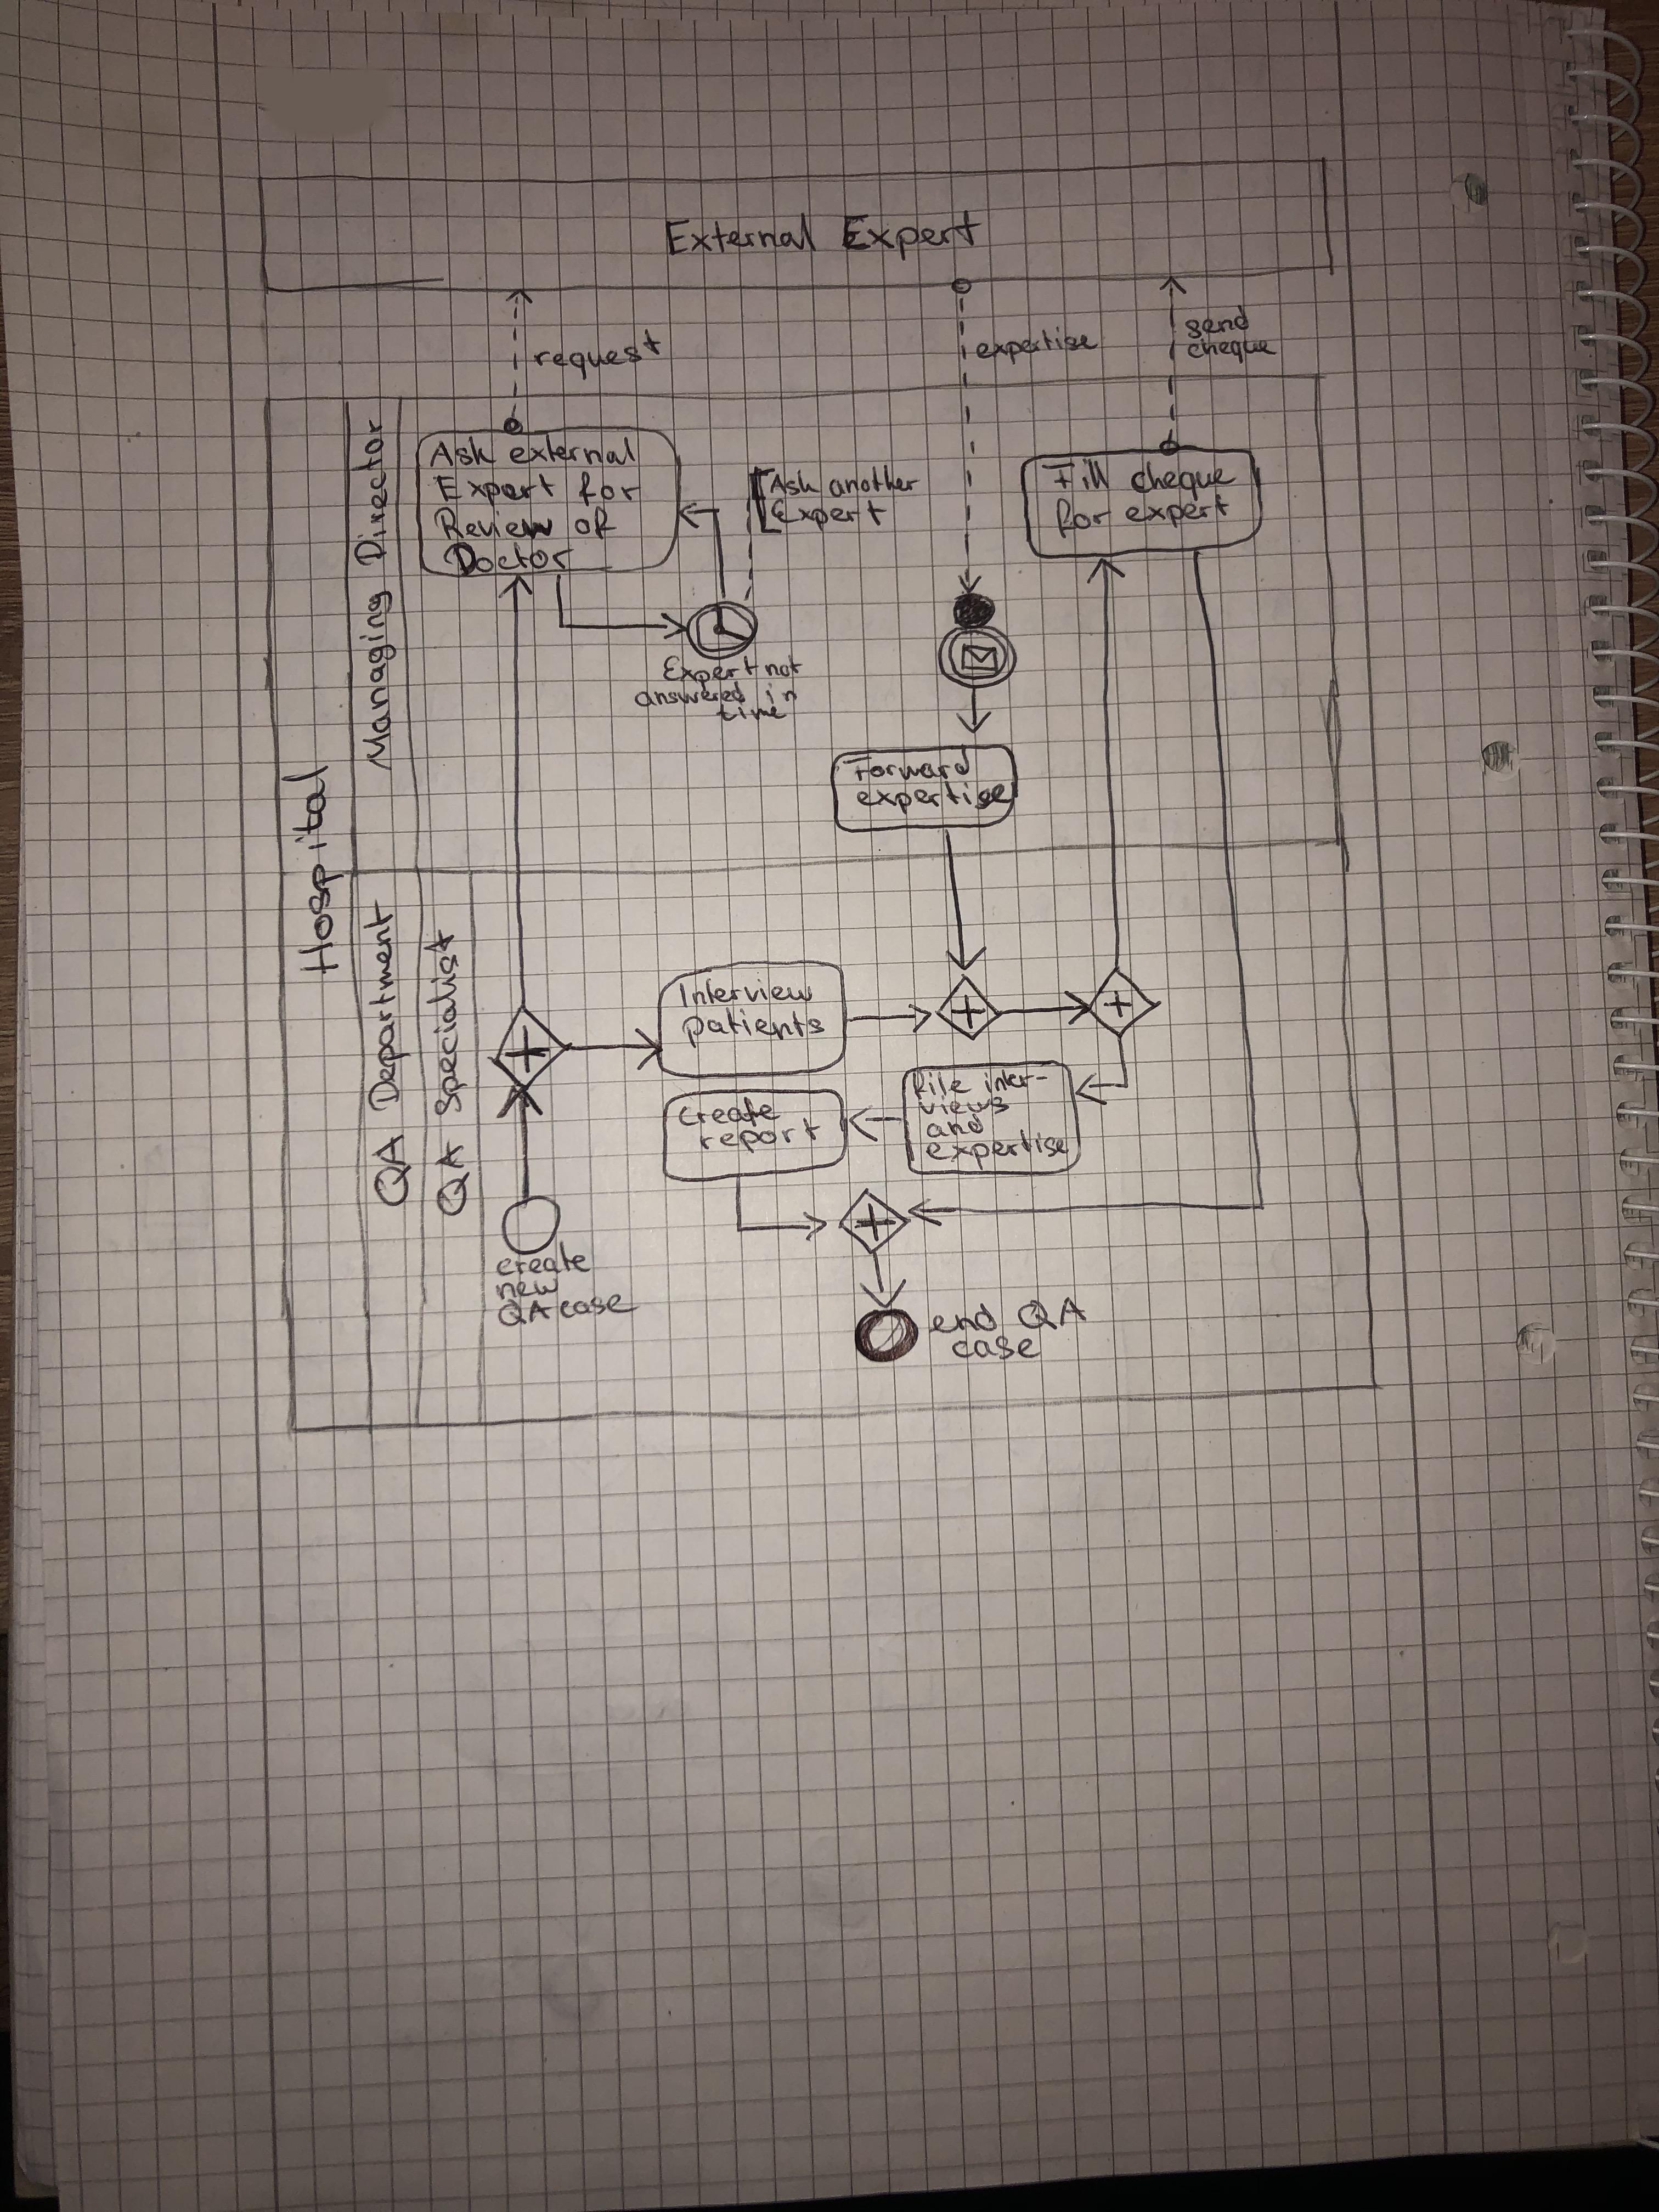 External Expert
request
expertise
send
cheque
Hospital
Managing Director
Ask external
Expert for
Review of
Doctor
Ask another
Expert
Fill cheque
for expert
Expert not
answered in
time
Forward
expertise
QA Department
QA Specialist
Interview
patients
Create
report
File inter-
views
and
expertise
create
new
QA case
end QA
case